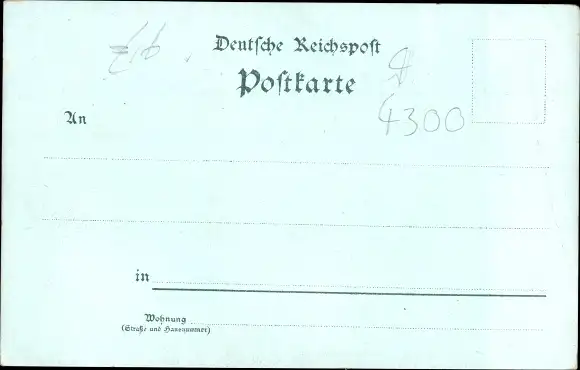 Deutſche Reichspoſt
Poſtkarte
4300
An
in
Wohnung
(Straße und Hausnummer)